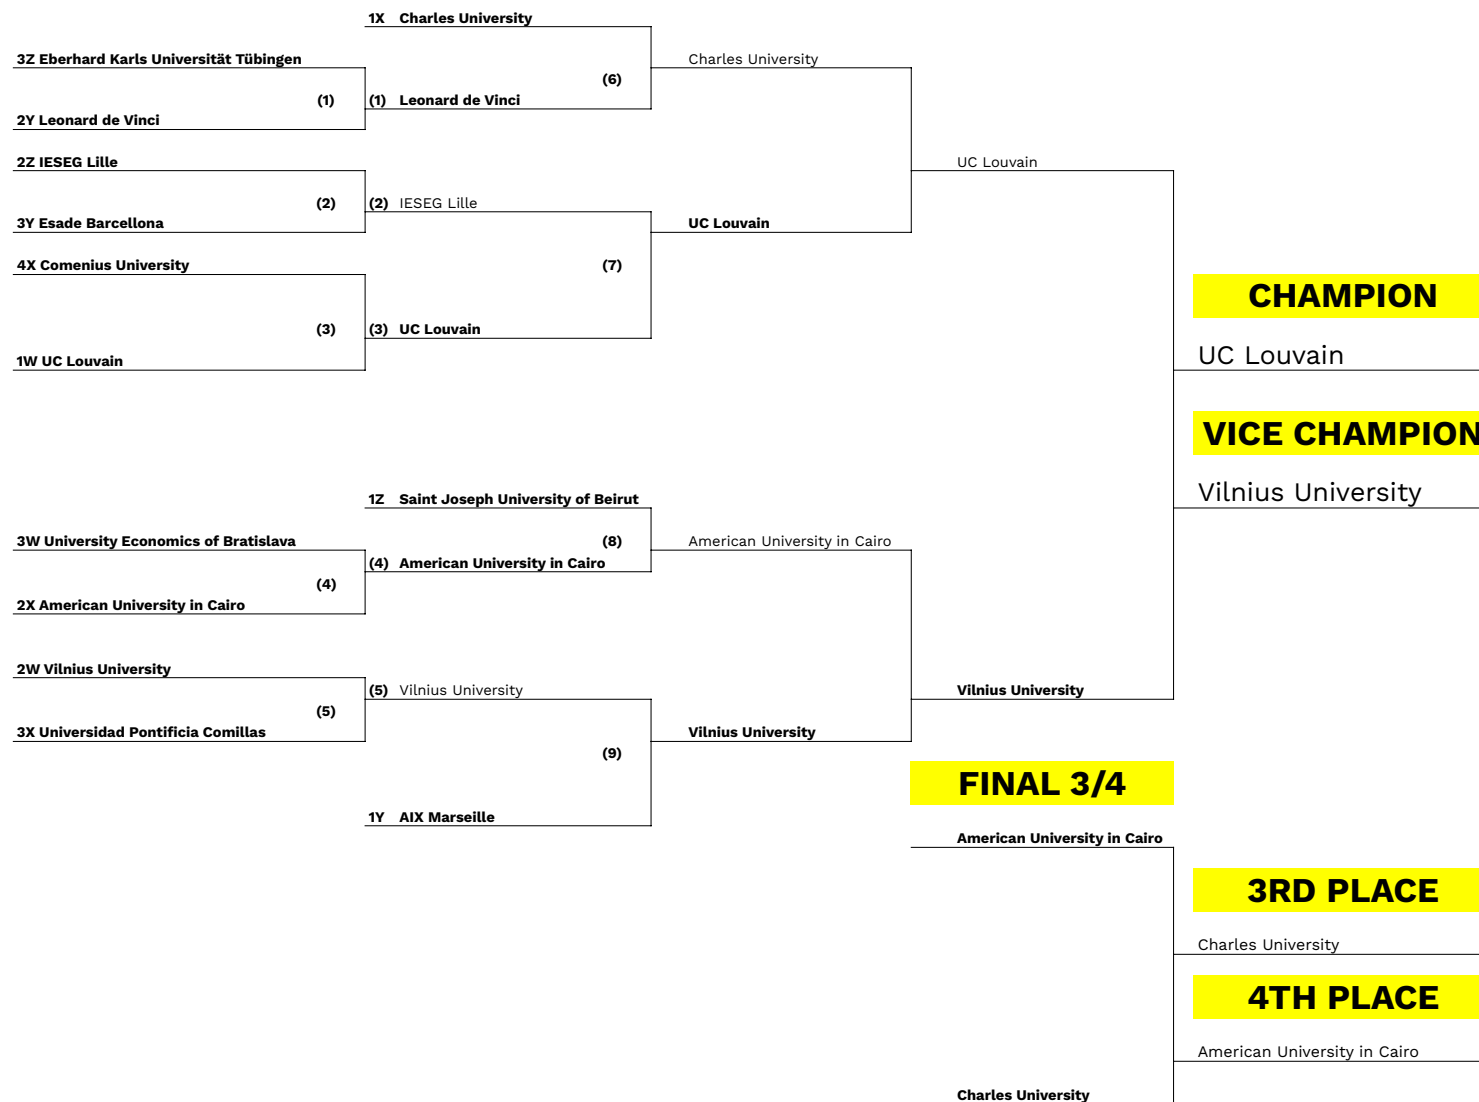 1X Charles University
3Z Eberhard Karls Universität Tübingen
Charles University
(6)
(1)
(1) Leonard de Vinci
2Y Leonard de Vinci
2Z IESEG Lille
UC Louvain
(2)
(2) IESEG Lille
3Y Esade Barcellona
UC Louvain
4X Comenius University
(7)
CHAMPION
(3)
(3) UC Louvain
1W UC Louvain
UC Louvain
VICE CHAMPION
Vilnius University
1Z Saint Joseph University of Beirut
3W University Economics of Bratislava
(8)
American University in Cairo
(4) American University in Cairo
(4)
2X American University in Cairo
2W Vilnius University
(5) Vilnius University
Vilnius University
(5)
3X Universidad Pontificia Comillas
Vilnius University
(9)
FINAL 3/4
1Y AIX Marseille
American University in Cairo
3RD PLACE
Charles University
4TH PLACE
American University in Cairo
Charles University